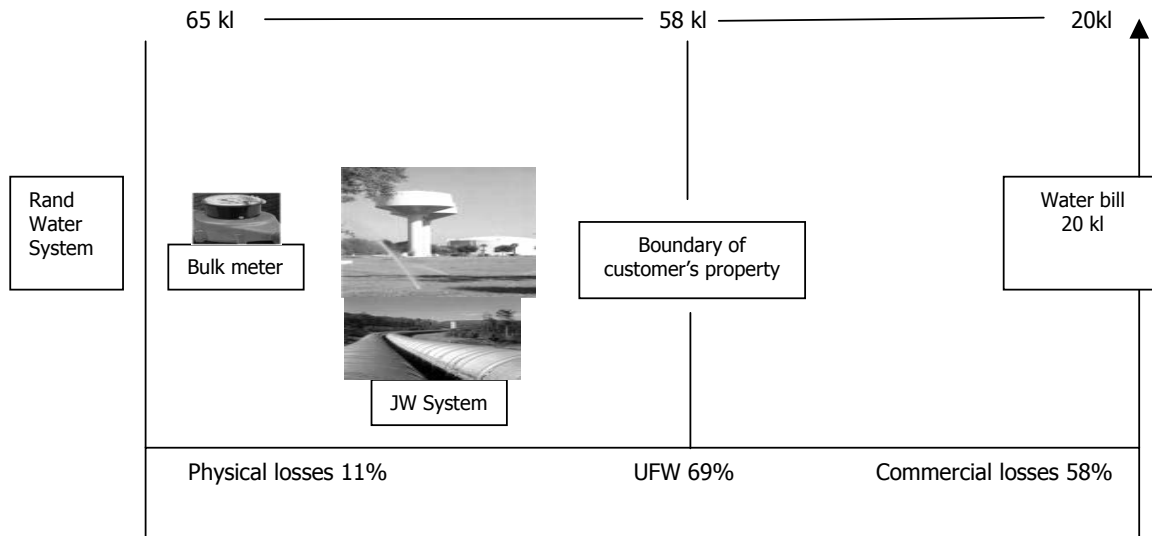 65 kl
58 kl
20kl
Rand
Water
System
Bulk meter
JW System
Boundary of
customer’s property
Water bill
20 kl
Physical losses 11%
UFW 69%
Commercial losses 58%